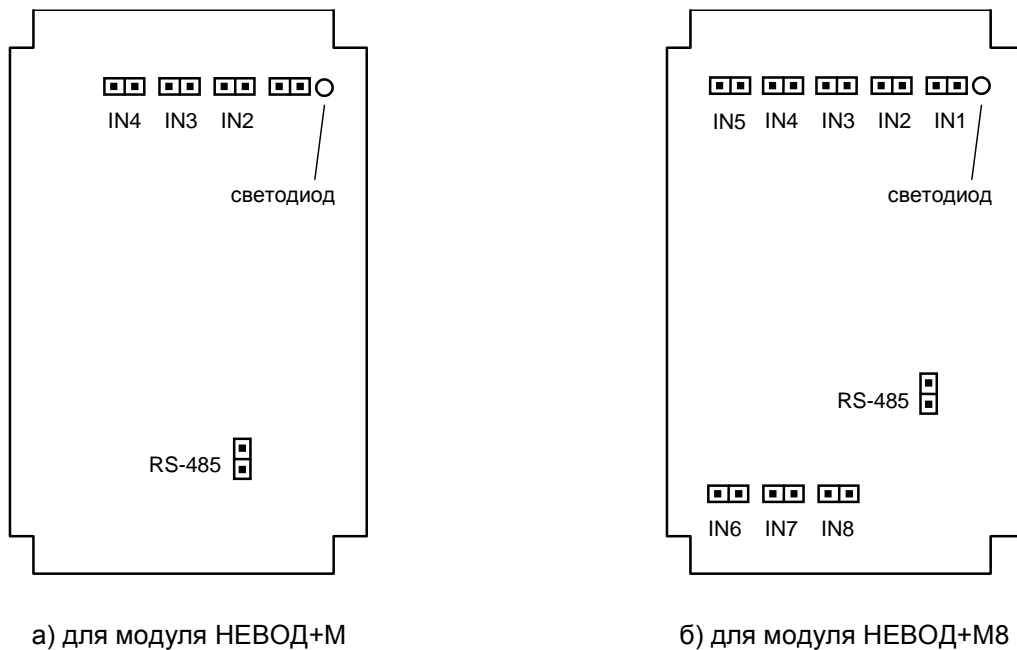 IN4 IN3 IN2
светодиод
RS-485
а) для модуля НЕВОД+М
IN5 IN4 IN3 IN2 IN1
светодиод
RS-485
IN6 IN7 IN8
б) для модуля НЕВОД+М8